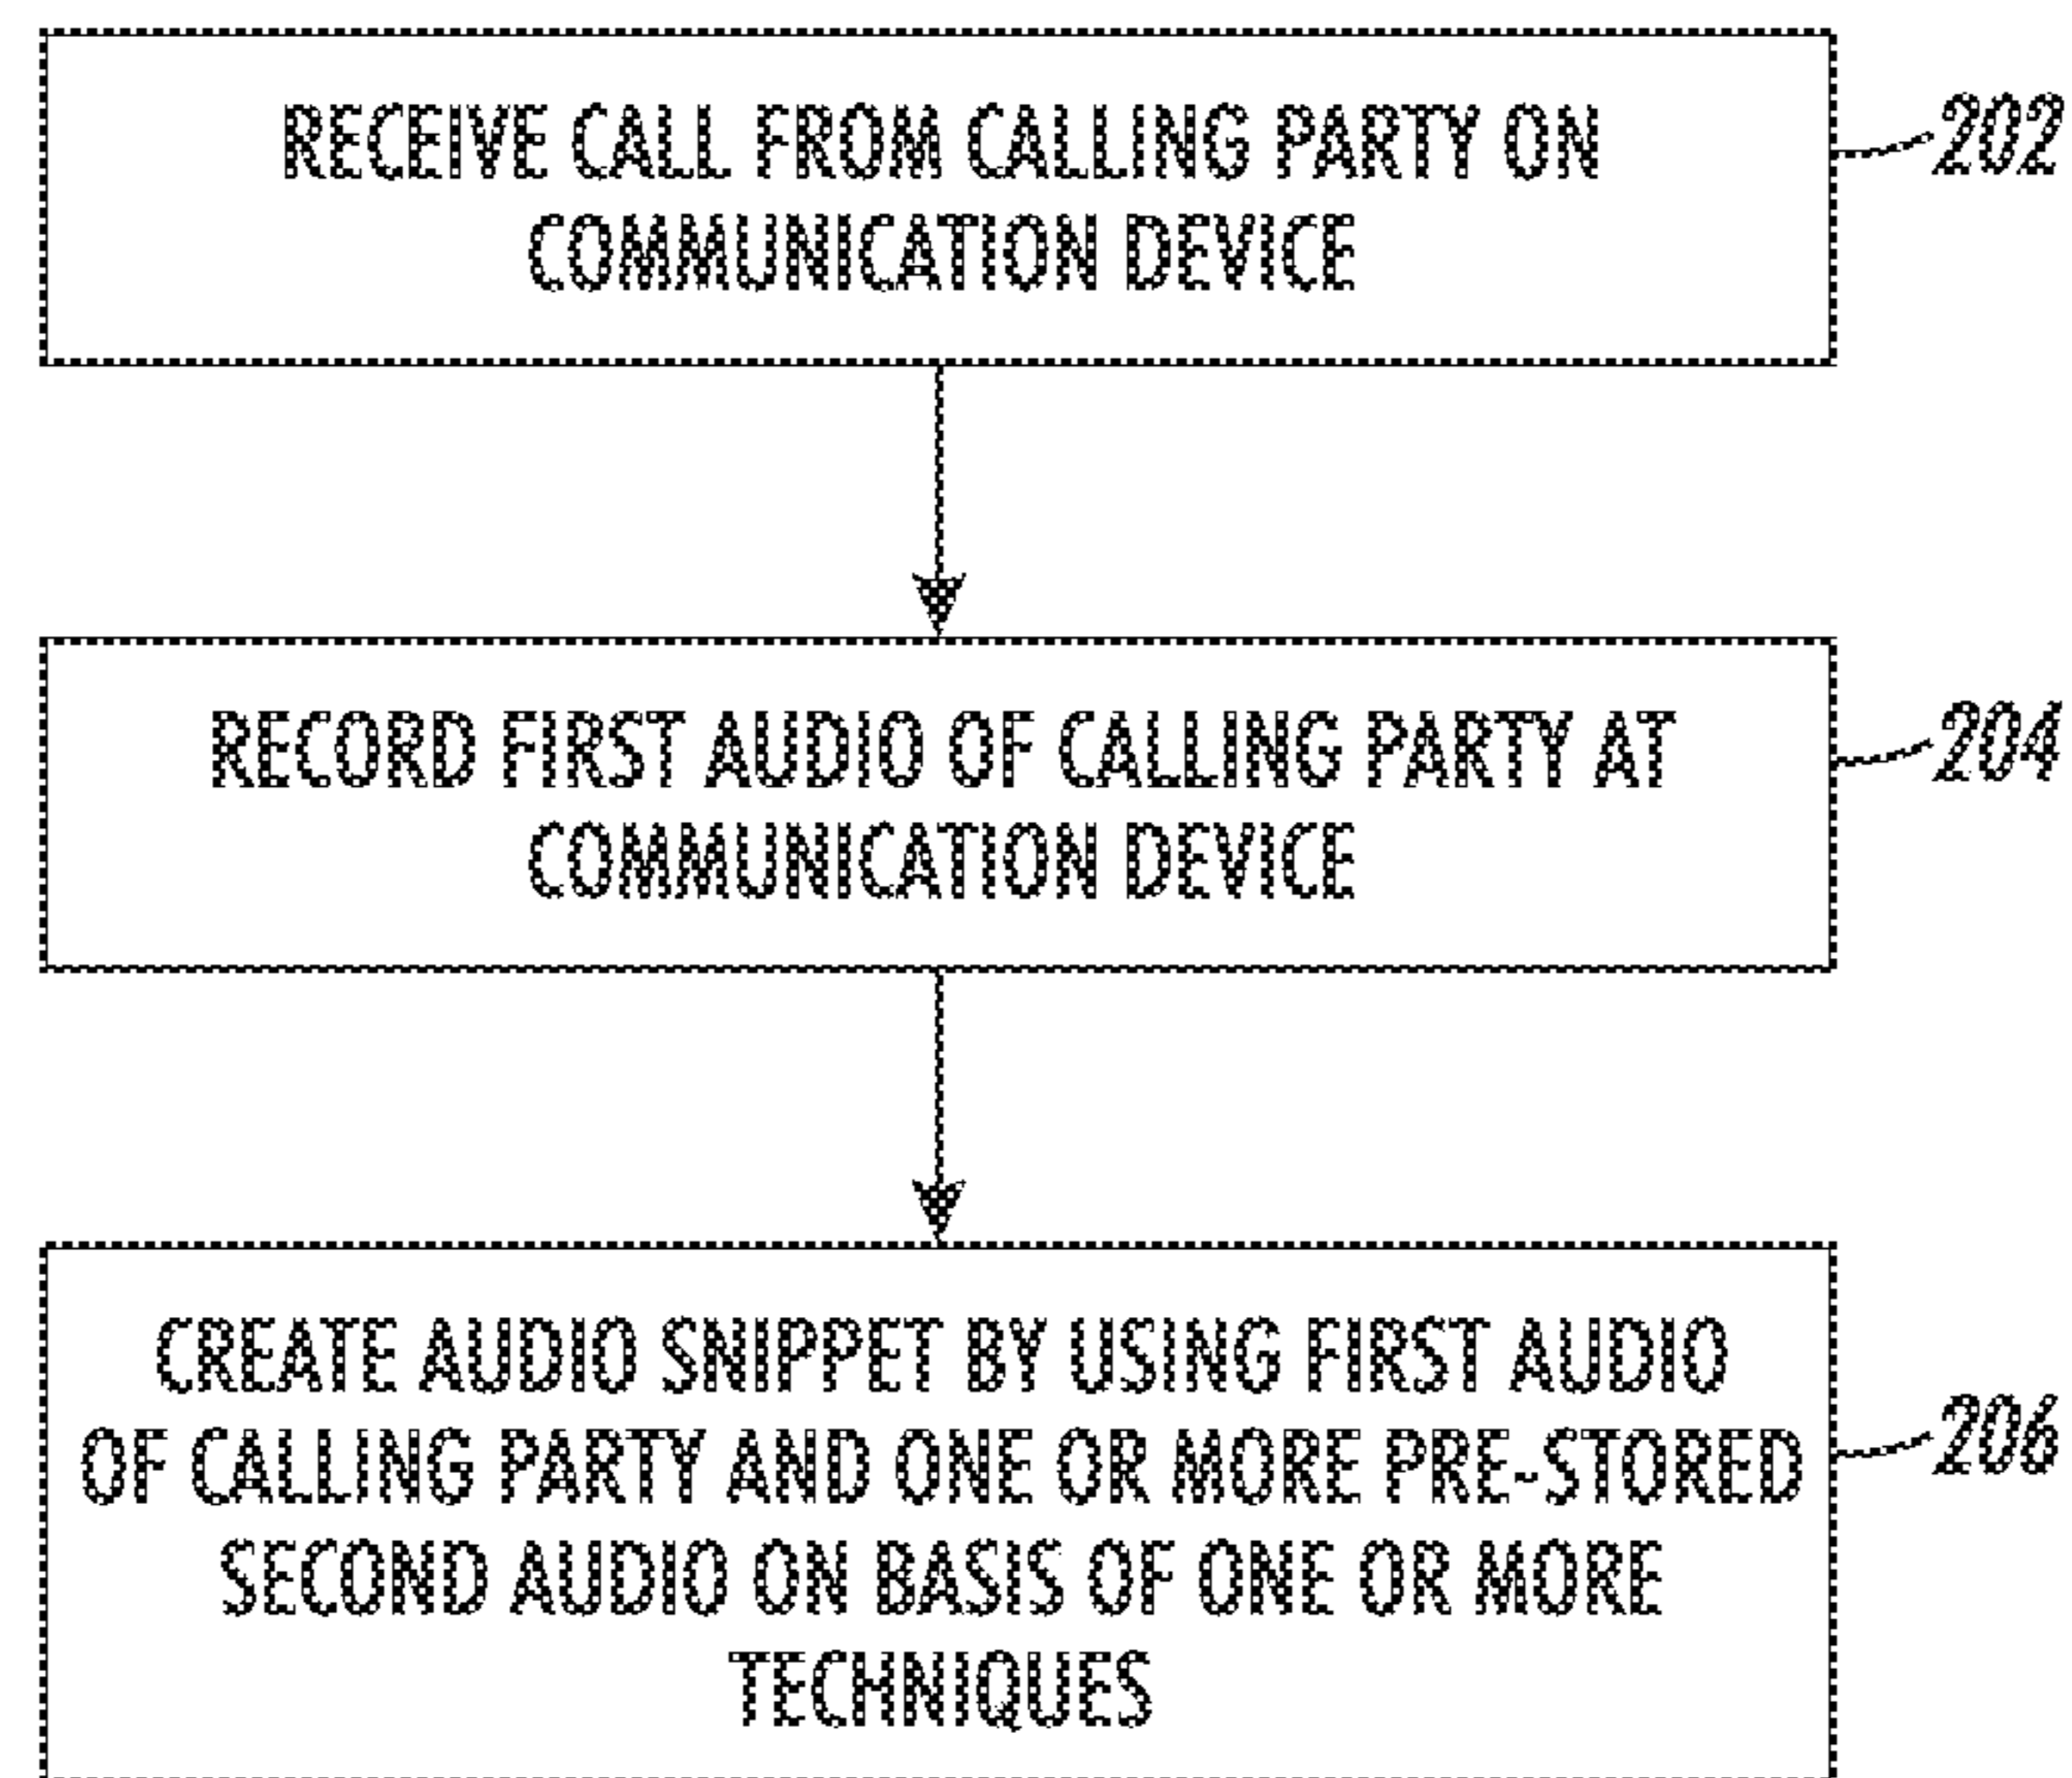 RECEIVE CALL FROM CALLING PARTY ON
COMMUNICATION DEVICE
202
RECORD FIRST AUDIO OF CALLING PARTY AT
COMMUNICATION DEVICE
204
CREATE AUDIO SNIPPET BY USING FIRST AUDIO
OF CALLING PARTY AND ONE OR MORE PRE-STORED
SECOND AUDIO ON BASIS OF ONE OR MORE
TECHNIQUES
206